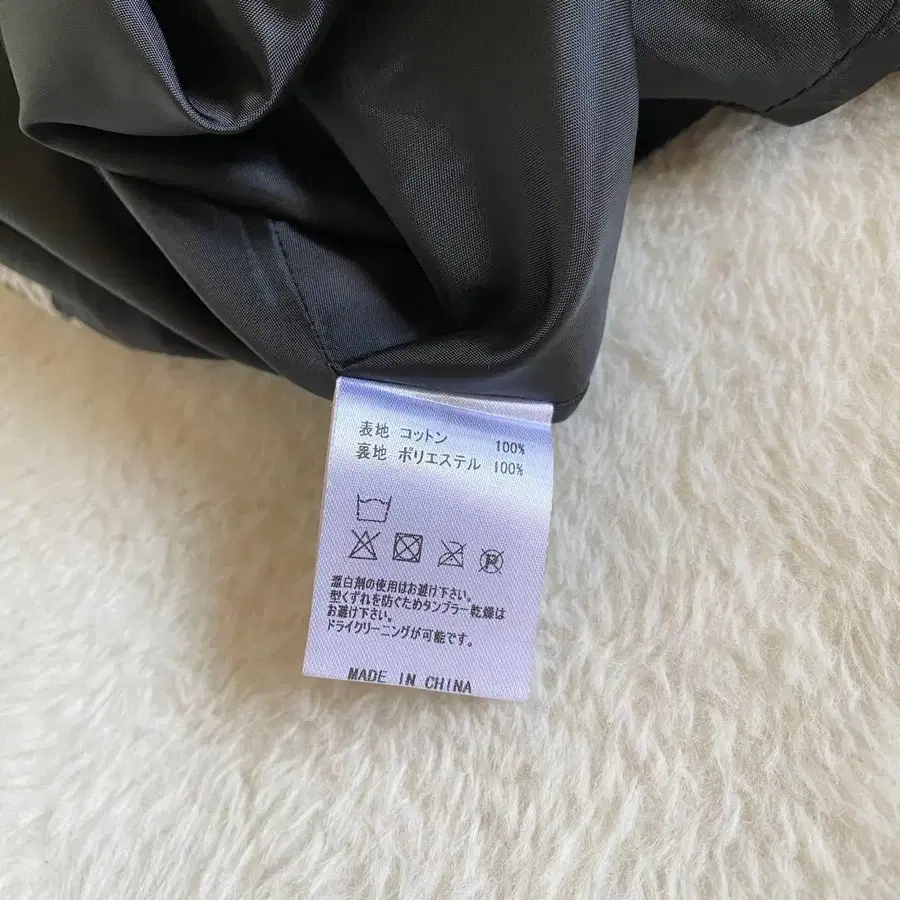 表地 コットン 100%
裏地 ポリエステル 100%
漂白剤の使用はお避け下さい。
型くずれを防ぐためタンブラー乾燥は
お避け下さい。
ドライクリーニングが可能です。
MADE IN CHINA